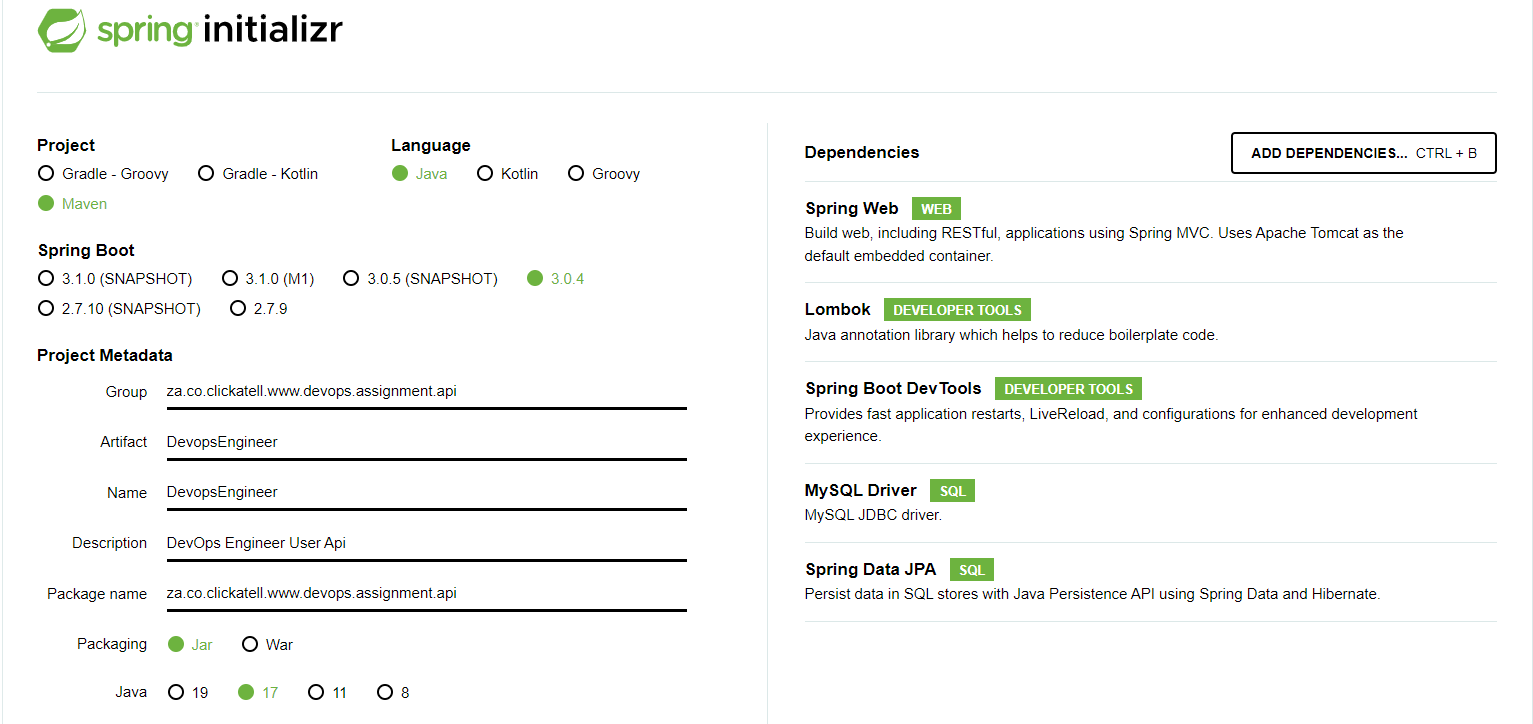 spring initializr
Project
Gradle - Groovy Gradle - Kotlin
Maven
Language
Java Kotlin Groovy
Spring Boot
3.1.0 (SNAPSHOT) 3.1.0 (M1) 3.0.5 (SNAPSHOT) 3.0.4
2.7.10 (SNAPSHOT) 2.7.9
Project Metadata
Group za.co.clickatell.www.devops.assignment.api
Artifact DevopsEngineer
Name DevopsEngineer
Description DevOps Engineer User Api
Package name za.co.clickatell.www.devops.assignment.api
Packaging Jar War
Java 19 17 11 8
Dependencies ADD DEPENDENCIES... CTRL + B
Spring Web WEB
Build web, including RESTful, applications using Spring MVC. Uses Apache Tomcat as the
default embedded container.
Lombok DEVELOPER TOOLS
Java annotation library which helps to reduce boilerplate code.
Spring Boot DevTools DEVELOPER TOOLS
Provides fast application restarts, LiveReload, and configurations for enhanced development
experience.
MySQL Driver SQL
MySQL JDBC driver.
Spring Data JPA SQL
Persist data in SQL stores with Java Persistence API using Spring Data and Hibernate.